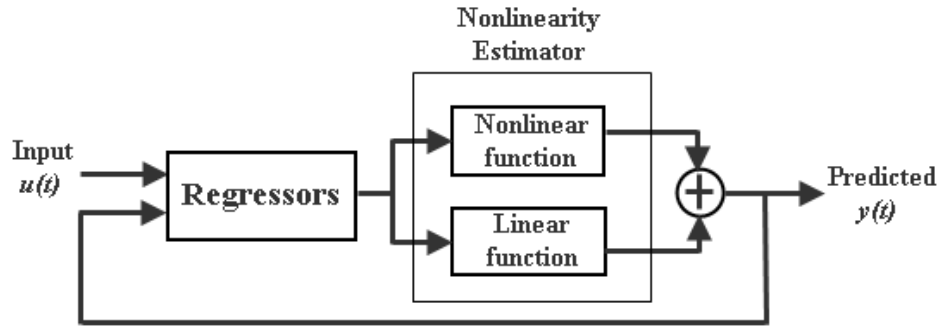 Nonlinearity
Estimator
Input
u(t)
Regressors
Nonlinear
function
Linear
function
+
Predicted
y(t)